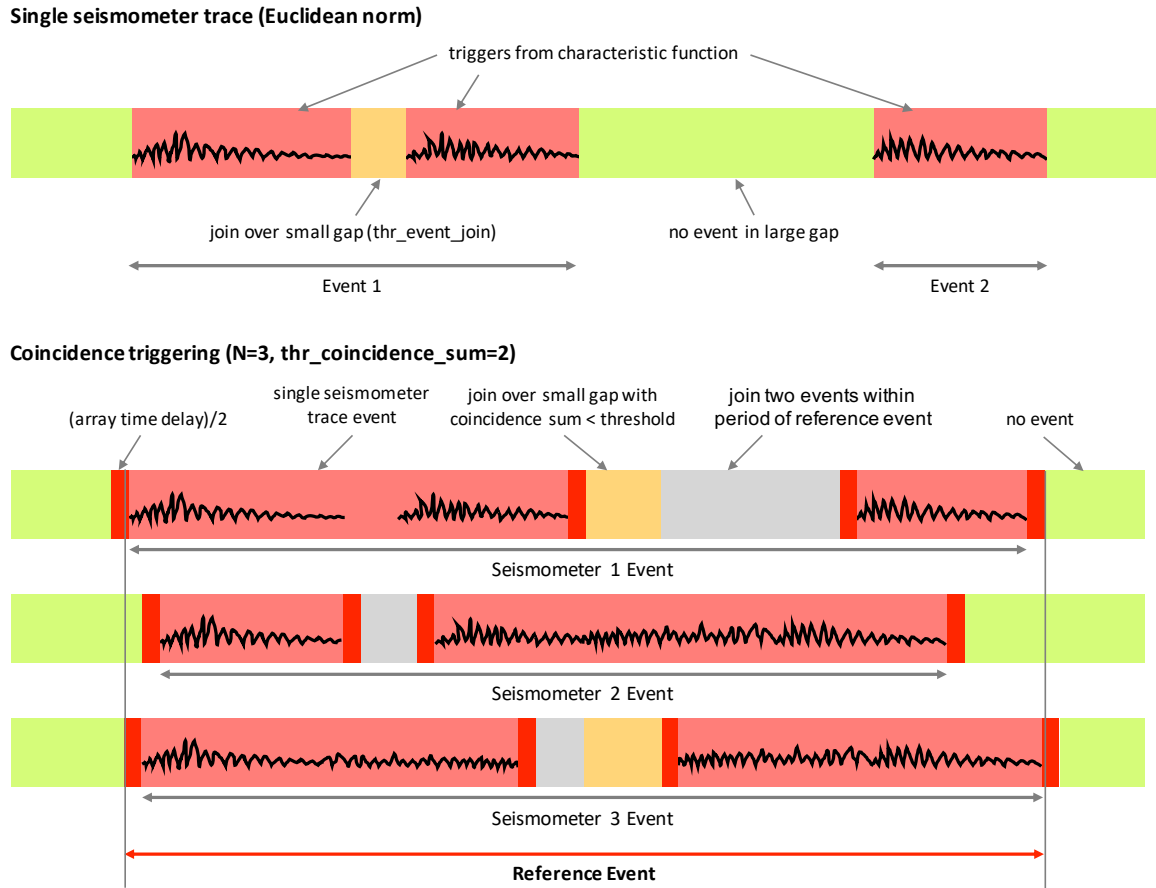 Single seismometer trace (Euclidean norm)
triggers from characteristic function
join over small gap (thr_event_join)
no event in large gap
Event 1
Event 2
Coincidence triggering (N=3, thr_coincidence_sum=2)
(array time delay)/2
single seismometer
trace event
join over small gap with
coincidence sum < threshold
join two events within
period of reference event
no event
Seismometer 1 Event
Seismometer 2 Event
Seismometer 3 Event
Reference Event